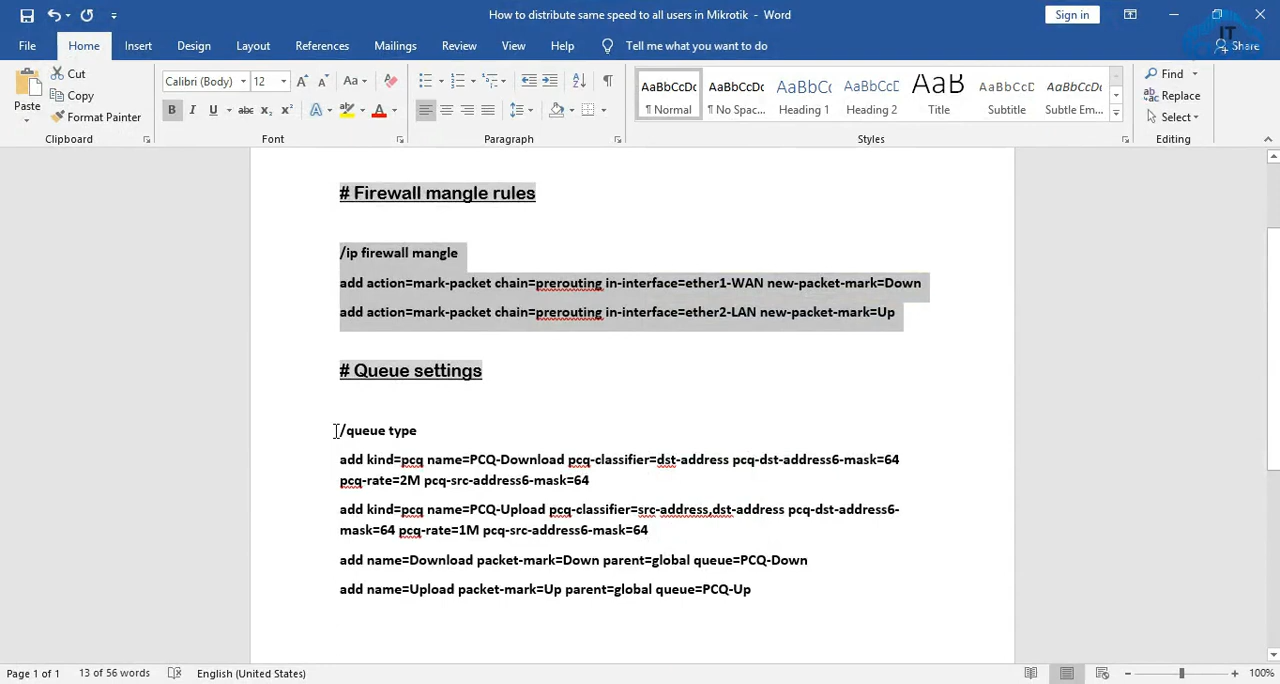 How to distribute same speed to all users in Mikrotik - Word
Sign in
IT
File Home Insert Design Layout References Mailings Review View Help Tell me what you want to do Share
Paste
Cut
Copy
Format Painter
Clipboard
Calibri (Body) 12
Font
Paragraph
AaBbCcDc AaBbCcDc AaBbCc AaBbCcD AaB AaBbCcD AaBbCcD
¶ Normal ¶ No Spac... Heading 1 Heading 2 Title Subtitle Subtle Em...
Styles
Find
Replace
Select
Editing
# Firewall mangle rules
/ip firewall mangle
add action=mark-packet chain=prerouting in-interface=ether1-WAN new-packet-mark=Down
add action=mark-packet chain=prerouting in-interface=ether2-LAN new-packet-mark=Up
# Queue settings
/queue type
add kind=pcq name=PCQ-Download pcq-classifier=dst-address pcq-dst-address6-mask=64
pcq-rate=2M pcq-src-address6-mask=64
add kind=pcq name=PCQ-Upload pcq-classifier=src-address,dst-address pcq-dst-address6-
mask=64 pcq-rate=1M pcq-src-address6-mask=64
add name=Download packet-mark=Down parent=global queue=PCQ-Down
add name=Upload packet-mark=Up parent=global queue=PCQ-Up
Page 1 of 1 13 of 56 words English (United States) 100%